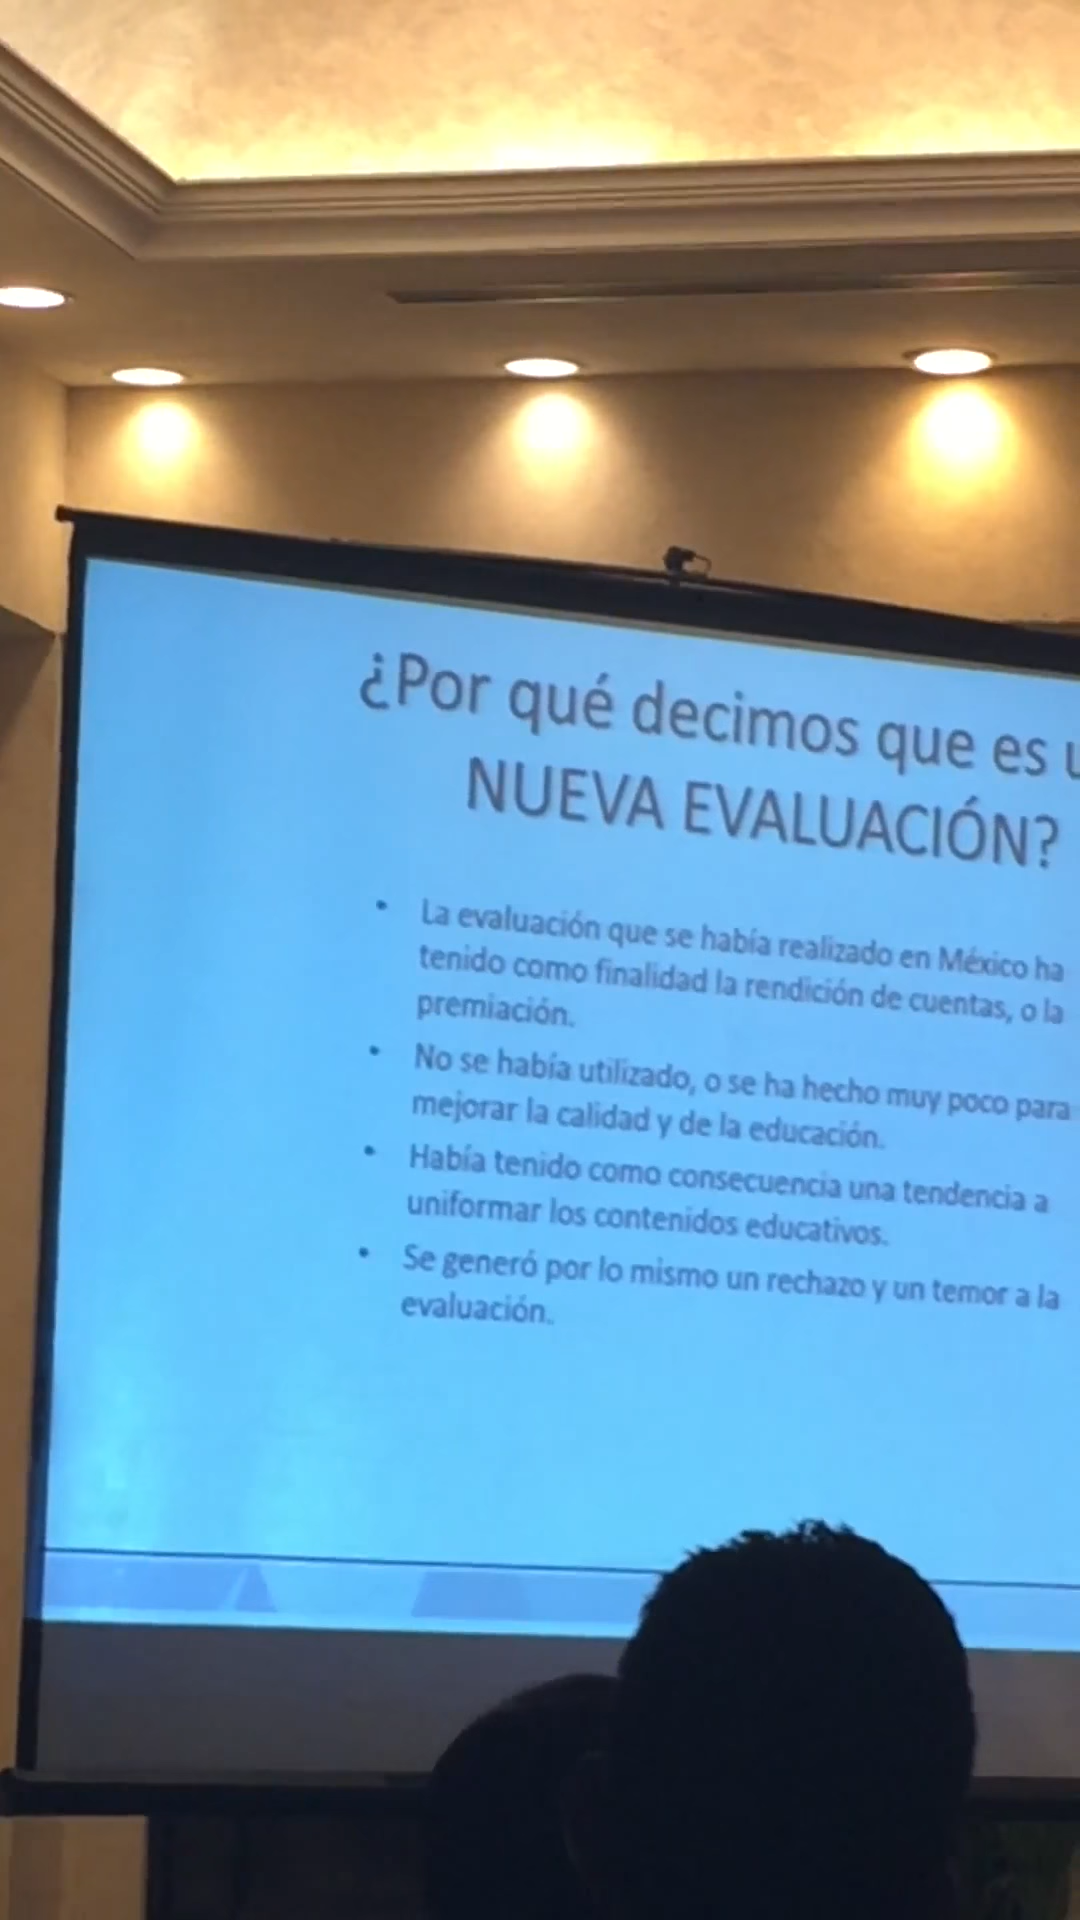 ¿Por qué decimos que es
NUEVA EVALUACIÓN?
• La evaluación que se había realizado en México ha
tenido como finalidad la rendición de cuentas, o la
premiación.
• No se había utilizado, o se ha hecho muy poco para
mejorar la calidad y de la educación.
• Había tenido como consecuencia una tendencia a
uniformar los contenidos educativos.
• Se generó por lo mismo un rechazo y un temor a la
evaluación.